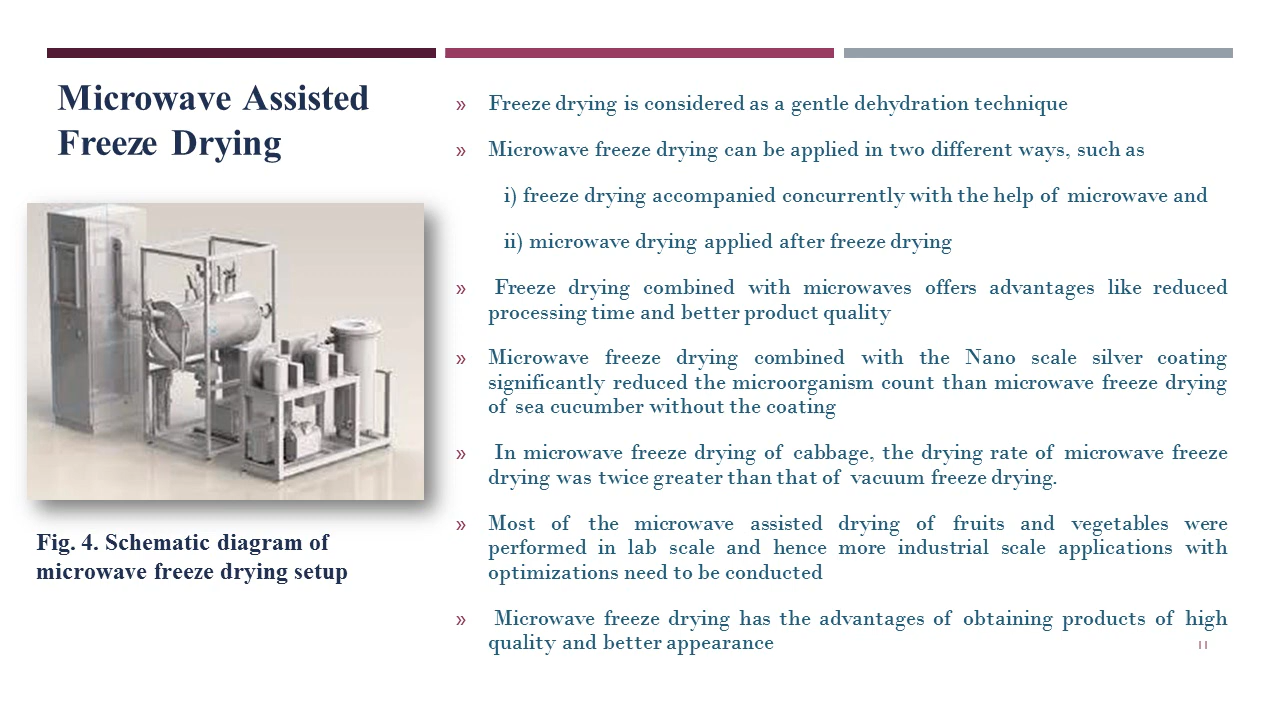 Microwave Assisted
Freeze Drying
Fig. 4. Schematic diagram of
microwave freeze drying setup
» Freeze drying is considered as a gentle dehydration technique
» Microwave freeze drying can be applied in two different ways, such as
i) freeze drying accompanied concurrently with the help of microwave and
ii) microwave drying applied after freeze drying
» Freeze drying combined with microwaves offers advantages like reduced
processing time and better product quality
» Microwave freeze drying combined with the Nano scale silver coating
significantly reduced the microorganism count than microwave freeze drying
of sea cucumber without the coating
» In microwave freeze drying of cabbage, the drying rate of microwave freeze
drying was twice greater than that of vacuum freeze drying.
» Most of the microwave assisted drying of fruits and vegetables were
performed in lab scale and hence more industrial scale applications with
optimizations need to be conducted
» Microwave freeze drying has the advantages of obtaining products of high
quality and better appearance
11